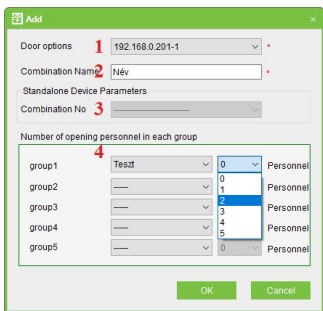 Add
Door options 1 192.168.0.201-1 *
Combination Name 2 Név *
Standalone Device Parameters
Combination No 3 --------------------
Number of opening personnel in each group
4
group1 Teszt 0 Personnel
0
1
2
3
4
5
group2 ----- Personnel
group3 ----- Personnel
group4 ----- Personnel
group5 ----- 0 Personnel
OK Cancel